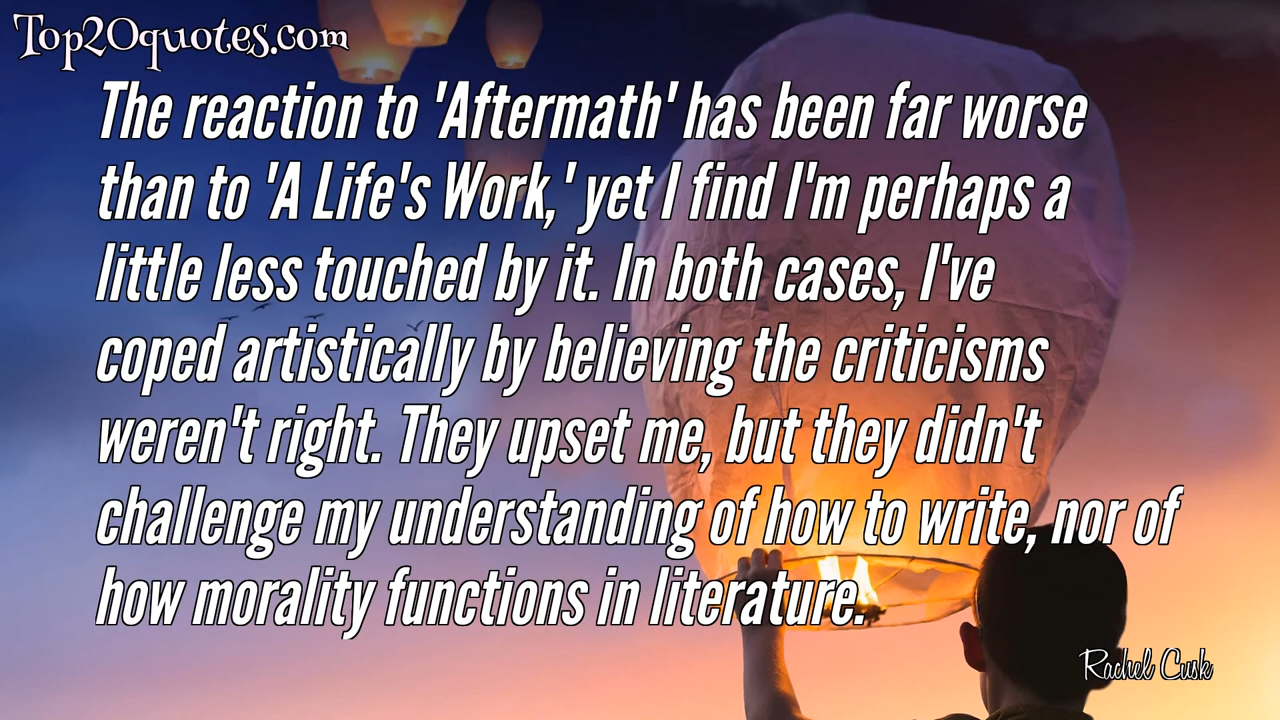 Top20quotes.com
The reaction to 'Aftermath' has been far worse
than to 'A Life's Work,' yet I find I'm perhaps a
little less touched by it. In both cases, I've
coped artistically by believing the criticisms
weren't right. They upset me, but they didn't
challenge my understanding of how to write, nor of
how morality functions in literature.
Rachel Cusk